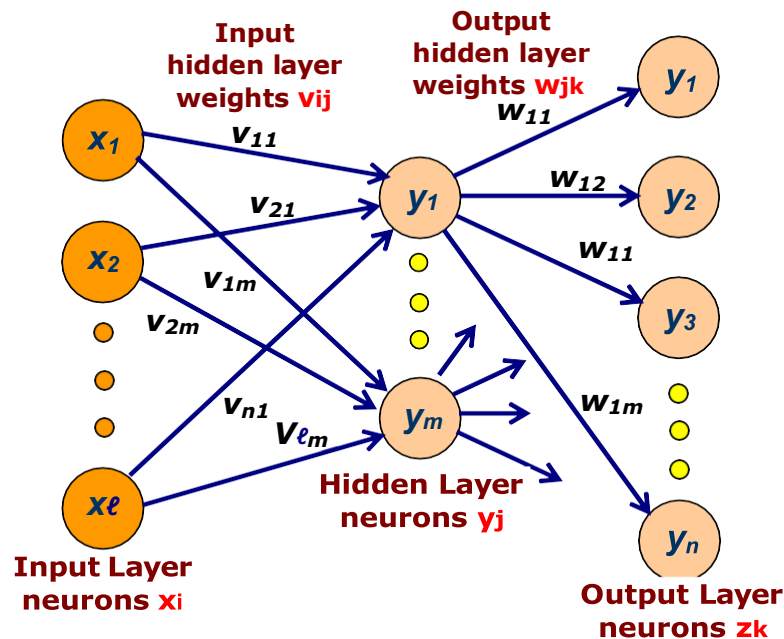 Input
hidden layer
weights vij
Output
hidden layer
weights wjk
x1
x2
xℓ
v11
v21
v1m
v2m
vn1
Vℓm
y1
ym
w11
w12
w11
w1m
y1
y2
y3
yn
Input Layer
neurons xi
Hidden Layer
neurons yj
Output Layer
neurons zk